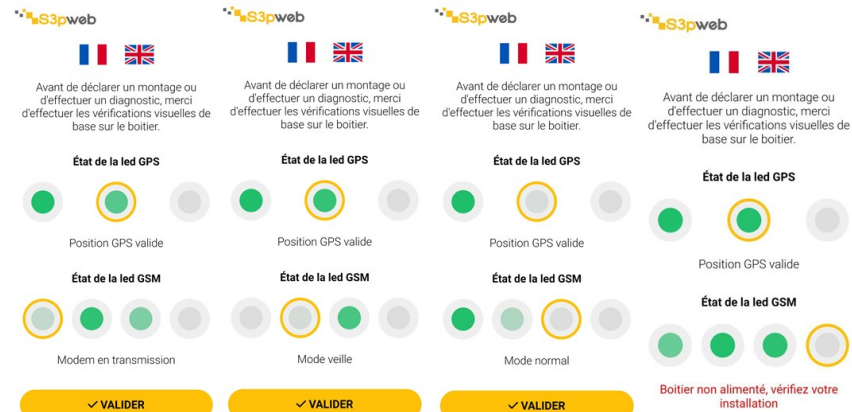 S3pweb
Avant de déclarer un montage ou
d'effectuer un diagnostic, merci
d'effectuer les vérifications visuelles de
base sur le boitier.
État de la led GPS
Position GPS valide
État de la led GSM
Modem en transmission
VALIDER
S3pweb
Avant de déclarer un montage ou
d'effectuer un diagnostic, merci
d'effectuer les vérifications visuelles de
base sur le boitier.
État de la led GPS
Position GPS valide
État de la led GSM
Mode veille
VALIDER
S3pweb
Avant de déclarer un montage ou
d'effectuer un diagnostic, merci
d'effectuer les vérifications visuelles de
base sur le boitier.
État de la led GPS
Position GPS valide
État de la led GSM
Mode normal
VALIDER
S3pweb
Avant de déclarer un montage ou
d'effectuer un diagnostic, merci
d'effectuer les vérifications visuelles de
base sur le boitier.
État de la led GPS
Position GPS valide
État de la led GSM
Boitier non alimenté, vérifiez votre
installation